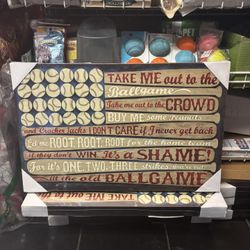 TAKE ME out to the
Ballgame
Take me out to the CROWD
BUY ME some Peanuts
and Cracker Jacks I DON'T CARE if I never get back
ROOT, ROOT, ROOT for the home team
If they don't WIN. It's a SHAME!
For it's ONE, TWO, THREE strikes you're out
At the old BALLGAME